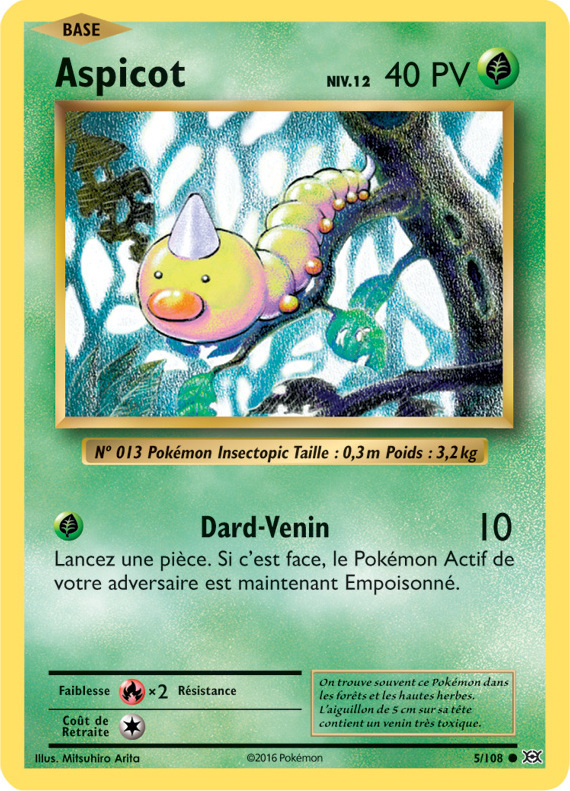 BASE
Aspicot NIV.12 40 PV
N° 013 Pokémon Insectopic Taille : 0,3 m Poids : 3,2 kg
Dard-Venin 10
Lancez une pièce. Si c'est face, le Pokémon Actif de
votre adversaire est maintenant Empoisonné.
Faiblesse ×2 Résistance
Coût de
Retraite
On trouve souvent ce Pokémon dans
les forêts et les hautes herbes.
L'aiguillon de 5 cm sur sa tête
contient un venin très toxique.
Illus. Mitsuhiro Arita ©2016 Pokémon 5/108